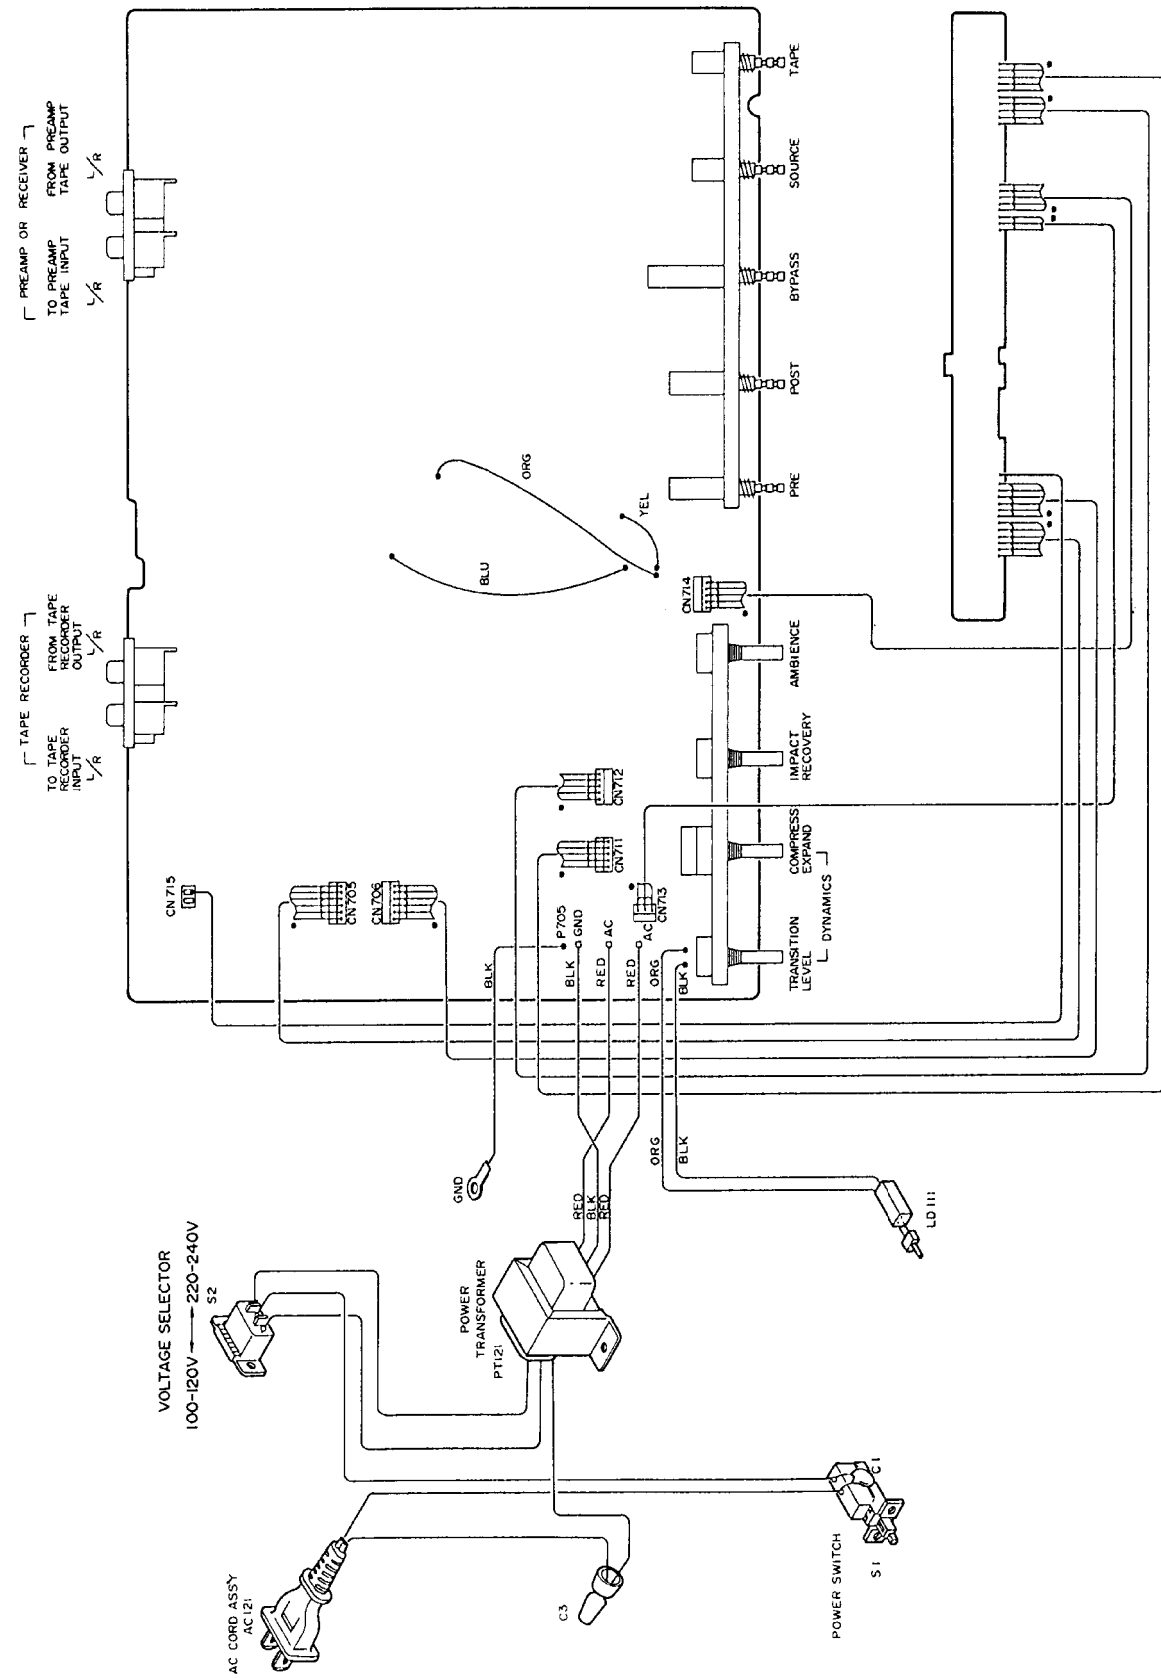 PREAMP OR RECEIVER
TO PREAMP
TAPE INPUT
L/R
FROM PREAMP
TAPE OUTPUT
L/R
TAPE RECORDER
TO TAPE
RECORDER
INPUT
L/R
FROM TAPE
RECORDER
OUTPUT
L/R
CN715
CN705
CN706
CN711
CN712
CN713
CN714
BLU
ORG
YEL
P705
GND
AC
AC
BLK
BLK
RED
RED
ORG
BLK
TRANSITION
LEVEL
COMPRESS
EXPAND
DYNAMICS
IMPACT
RECOVERY
AMBIENCE
PRE
POST
BYPASS
SOURCE
TAPE
GND
ORG
BLK
RED
BLK
RED
LD111
VOLTAGE SELECTOR
100-120V 220-240V
S2
POWER
TRANSFORMER
PT121
AC CORD ASS'Y
AC121
C3
POWER SWITCH
S1
C1